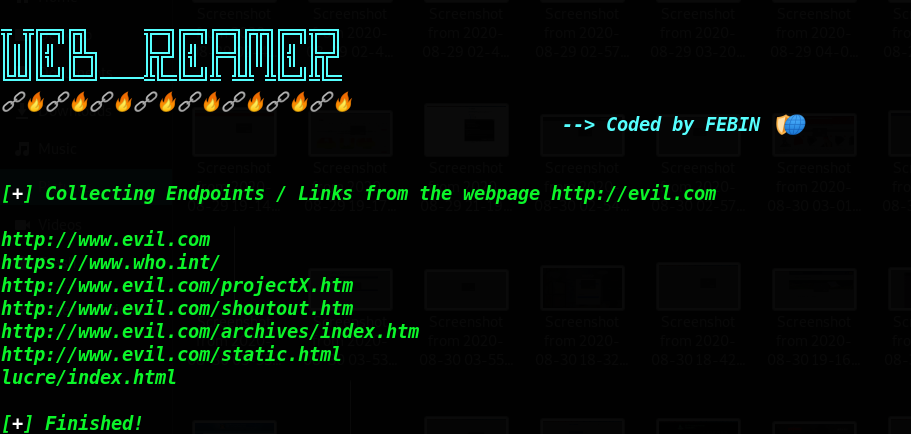 WEB_REAPER
--> Coded by FEBIN
[+] Collecting Endpoints / Links from the webpage http://evil.com
http://www.evil.com
https://www.who.int/
http://www.evil.com/projectX.htm
http://www.evil.com/shoutout.htm
http://www.evil.com/archives/index.htm
http://www.evil.com/static.html
lucre/index.html
[+] Finished!